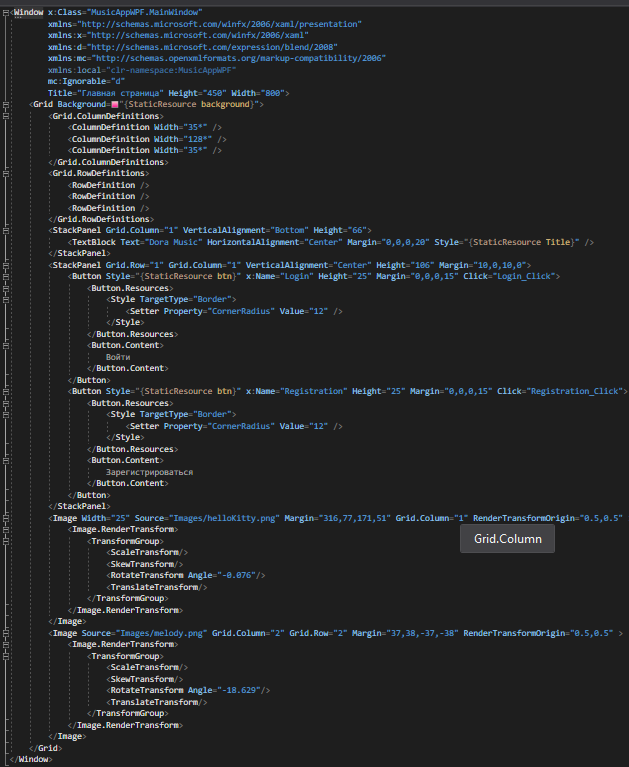 <Window x:Class="MusicAppWPF.MainWindow"
xmlns="http://schemas.microsoft.com/winfx/2006/xaml/presentation"
xmlns:x="http://schemas.microsoft.com/winfx/2006/xaml"
xmlns:d="http://schemas.microsoft.com/expression/blend/2008"
xmlns:mc="http://schemas.openxmlformats.org/markup-compatibility/2006"
xmlns:local="clr-namespace:MusicAppWPF"
mc:Ignorable="d"
Title="Главная страница" Height="450" Width="800">
<Grid Background="{StaticResource background}">
<Grid.ColumnDefinitions>
<ColumnDefinition Width="35*" />
<ColumnDefinition Width="128*" />
<ColumnDefinition Width="35*" />
</Grid.ColumnDefinitions>
<Grid.RowDefinitions>
<RowDefinition />
<RowDefinition />
<RowDefinition />
</Grid.RowDefinitions>
<StackPanel Grid.Column="1" VerticalAlignment="Bottom" Height="66">
<TextBlock Text="Dora Music" HorizontalAlignment="Center" Margin="0,0,0,20" Style="{StaticResource Title}" />
</StackPanel>
<StackPanel Grid.Row="1" Grid.Column="1" VerticalAlignment="Center" Height="106" Margin="10,0,10,0">
<Button Style="{StaticResource btn}" x:Name="Login" Height="25" Margin="0,0,0,15" Click="Login_Click">
<Button.Resources>
<Style TargetType="Border">
<Setter Property="CornerRadius" Value="12" />
</Style>
</Button.Resources>
<Button.Content>
Войти
</Button.Content>
</Button>
<Button Style="{StaticResource btn}" x:Name="Registration" Height="25" Margin="0,0,0,15" Click="Registration_Click">
<Button.Resources>
<Style TargetType="Border">
<Setter Property="CornerRadius" Value="12" />
</Style>
</Button.Resources>
<Button.Content>
Зарегистрироваться
</Button.Content>
</Button>
</StackPanel>
<Image Width="25" Source="Images/helloKitty.png" Margin="316,77,171,51" Grid.Column="1" RenderTransformOrigin="0.5,0.5"
<Image.RenderTransform>
Grid.Column
<TransformGroup>
<ScaleTransform/>
<SkewTransform/>
<RotateTransform Angle="-0.076"/>
<TranslateTransform/>
</TransformGroup>
</Image.RenderTransform>
</Image>
<Image Source="Images/melody.png" Grid.Column="2" Grid.Row="2" Margin="37,38,-37,-38" RenderTransformOrigin="0.5,0.5" >
<Image.RenderTransform>
<TransformGroup>
<ScaleTransform/>
<SkewTransform/>
<RotateTransform Angle="-18.629"/>
<TranslateTransform/>
</TransformGroup>
</Image.RenderTransform>
</Image>
</Grid>
</Window>